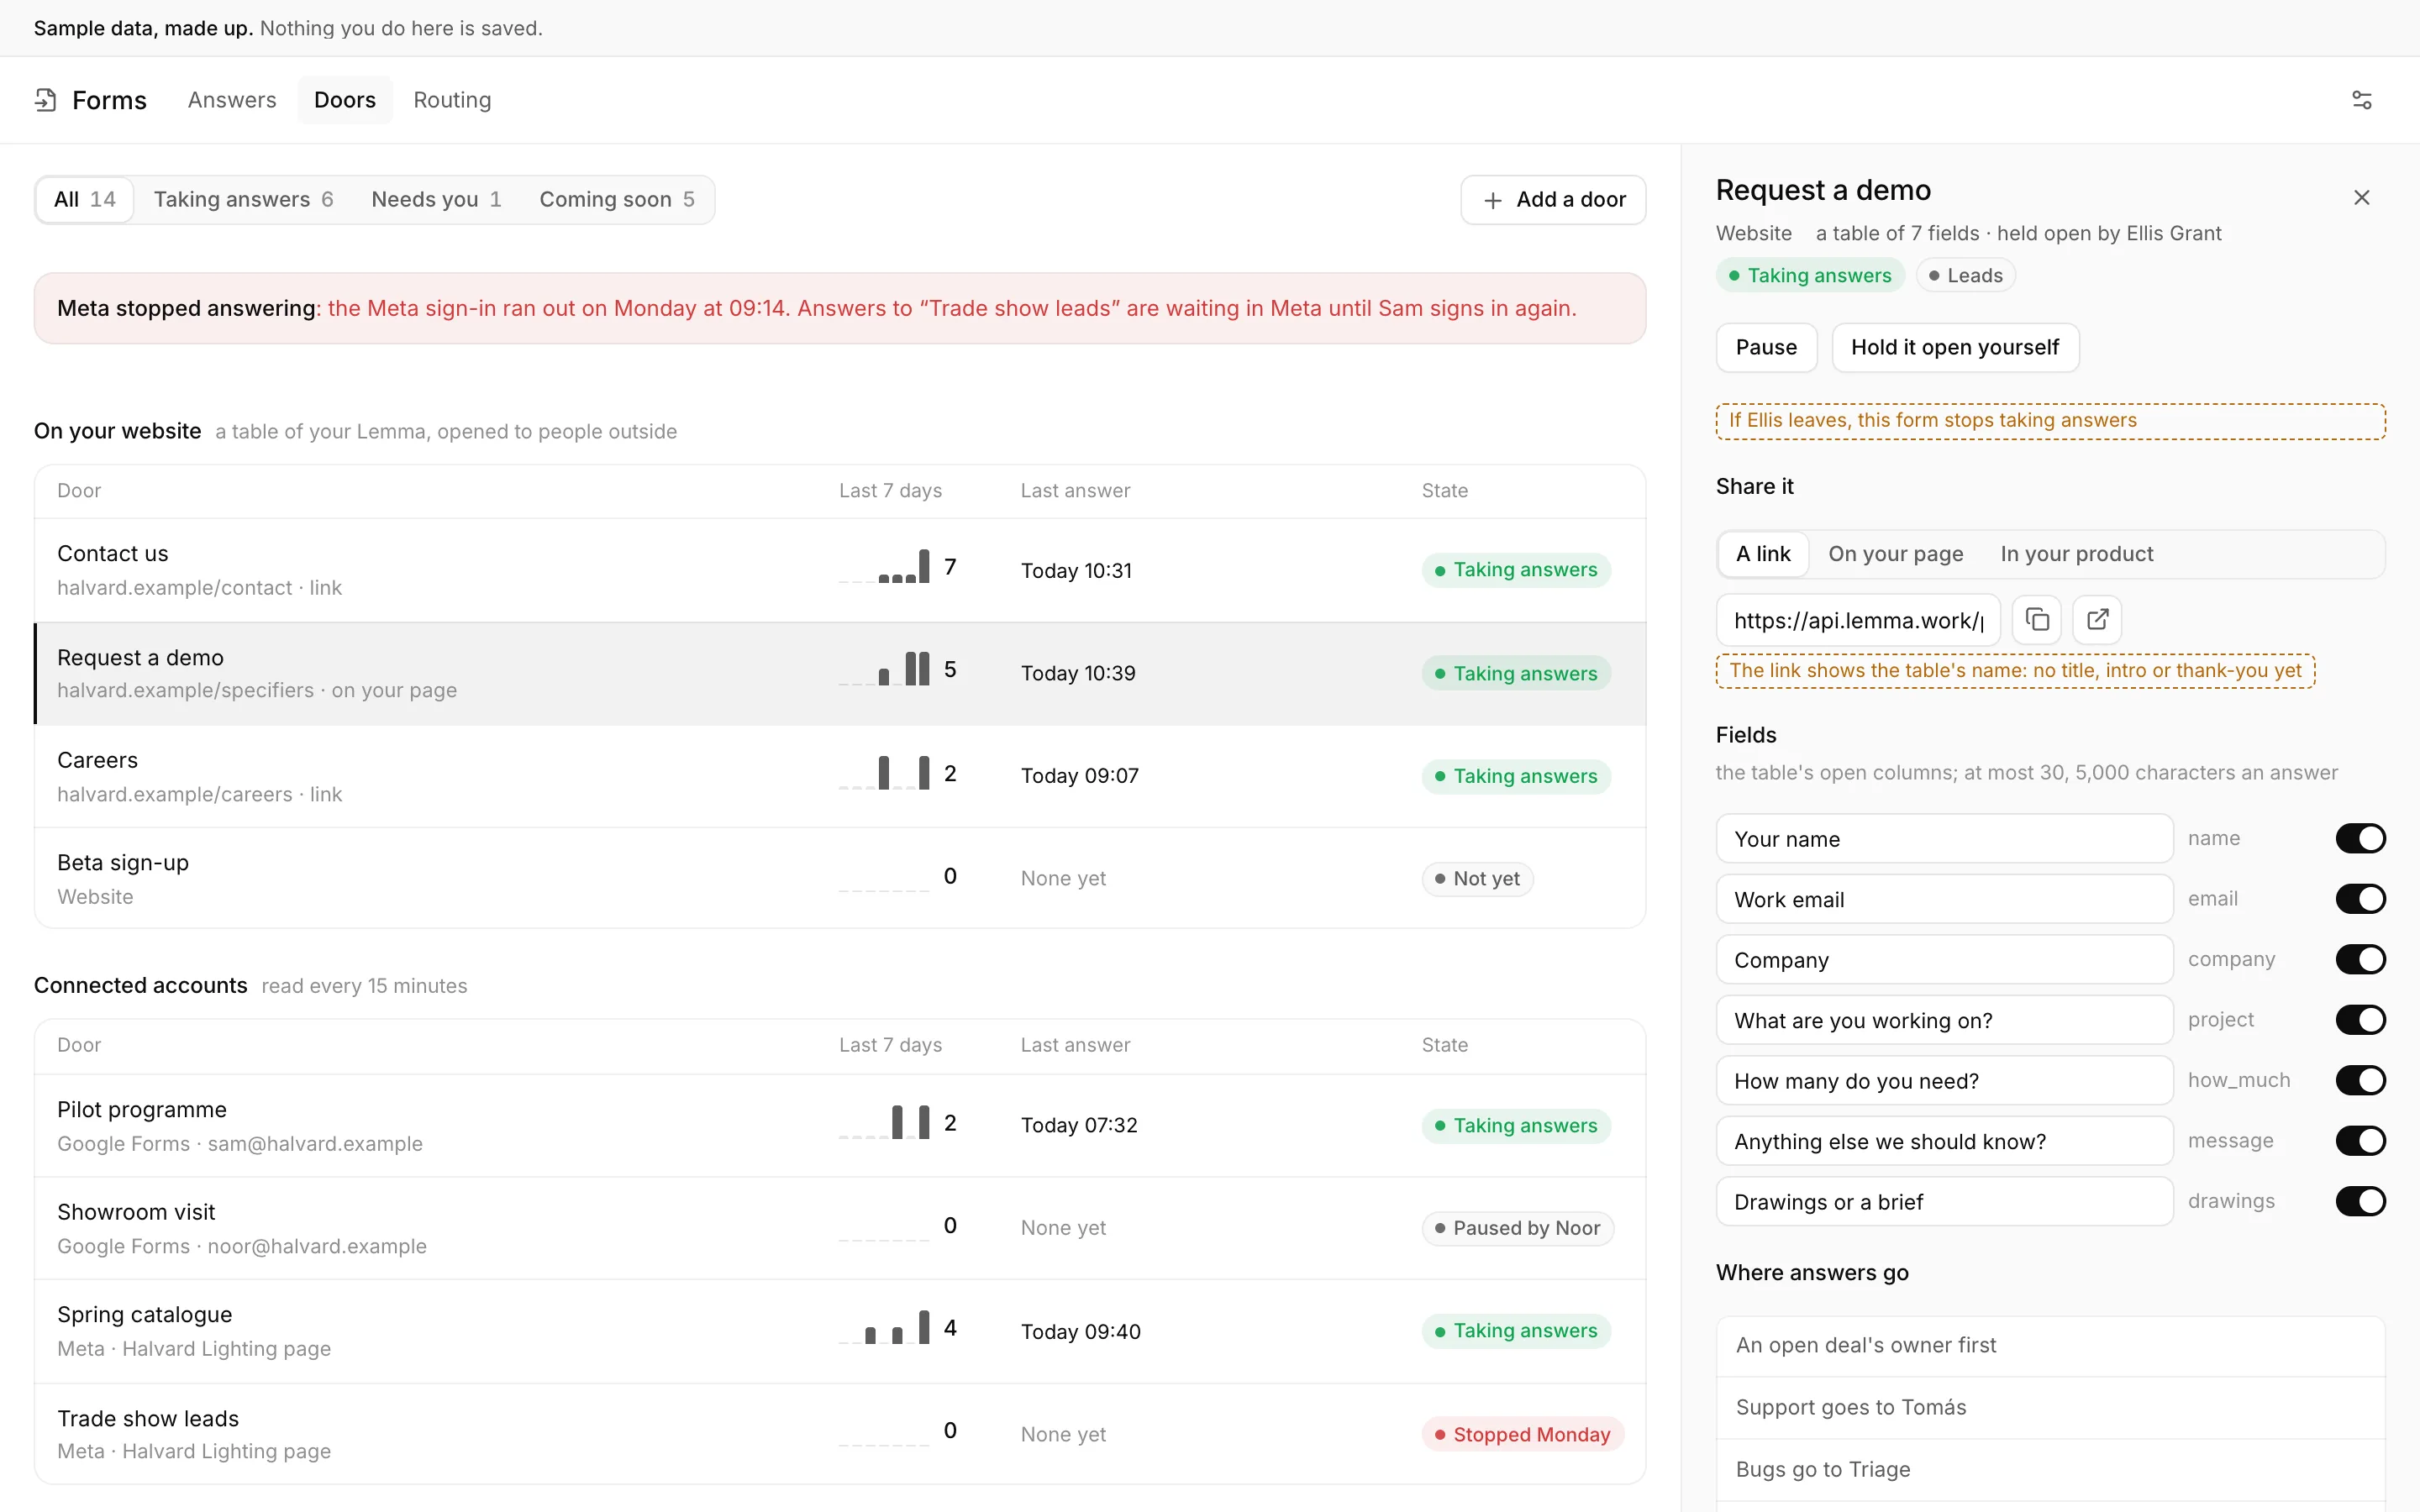 Sample data, made up. Nothing you do here is saved.
Forms Answers Doors Routing
All 14 Taking answers 6 Needs you 1 Coming soon 5
Add a door
Meta stopped answering: the Meta sign-in ran out on Monday at 09:14. Answers to “Trade show leads” are waiting in Meta until Sam signs in again.
On your website a table of your Lemma, opened to people outside
Door Last 7 days Last answer State
Contact us 7 Today 10:31 Taking answers
halvard.example/contact · link
Request a demo 5 Today 10:39 Taking answers
halvard.example/specifiers · on your page
Careers 2 Today 09:07 Taking answers
halvard.example/careers · link
Beta sign-up 0 None yet Not yet
Website
Connected accounts read every 15 minutes
Door Last 7 days Last answer State
Pilot programme 2 Today 07:32 Taking answers
Google Forms · sam@halvard.example
Showroom visit 0 None yet Paused by Noor
Google Forms · noor@halvard.example
Spring catalogue 4 Today 09:40 Taking answers
Meta · Halvard Lighting page
Trade show leads 0 None yet Stopped Monday
Meta · Halvard Lighting page
Request a demo
Website a table of 7 fields · held open by Ellis Grant
Taking answers Leads
Pause Hold it open yourself
If Ellis leaves, this form stops taking answers
Share it
A link On your page In your product
https://api.lemma.work/
The link shows the table's name: no title, intro or thank-you yet
Fields
the table's open columns; at most 30, 5,000 characters an answer
Your name name
Work email email
Company company
What are you working on? project
How many do you need? how_much
Anything else we should know? message
Drawings or a brief drawings
Where answers go
An open deal's owner first
Support goes to Tomás
Bugs go to Triage